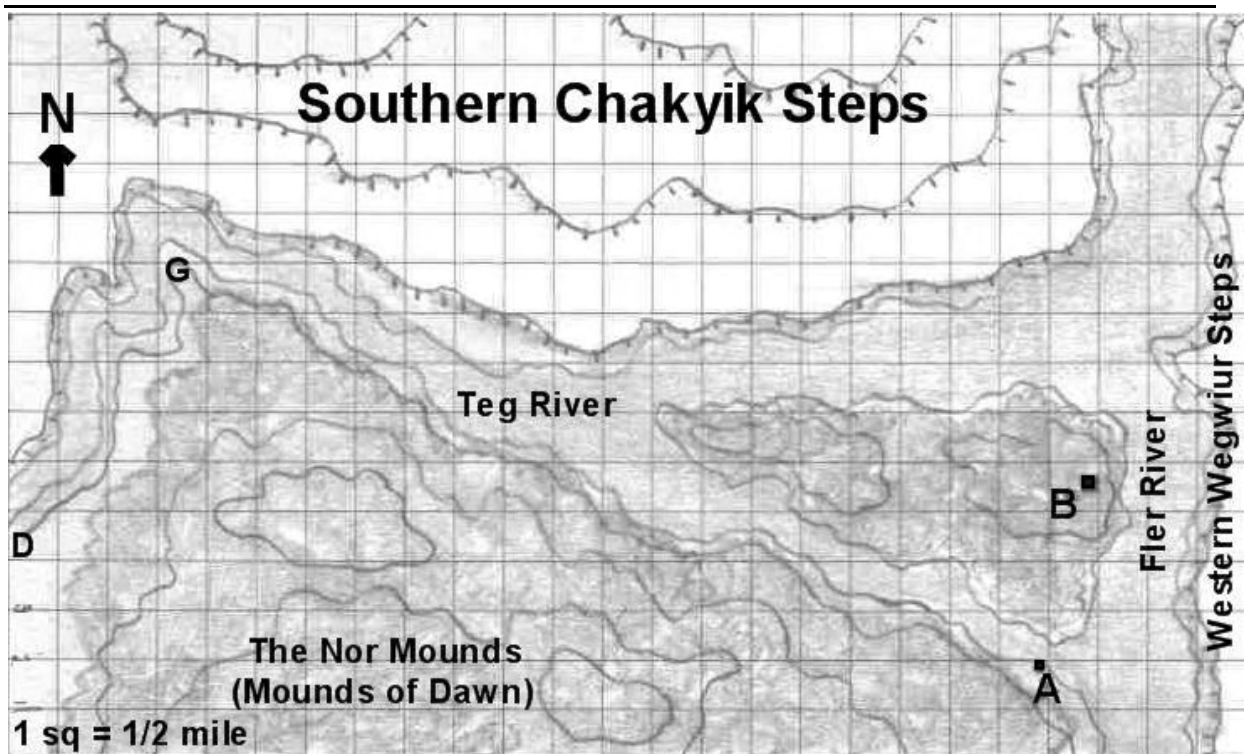 Southern Chakyik Steps
N
G
Western Wegwiur Steps
Teg River
Fler River
B
D
The Nor Mounds
(Mounds of Dawn)
A
1 sq = 1/2 mile